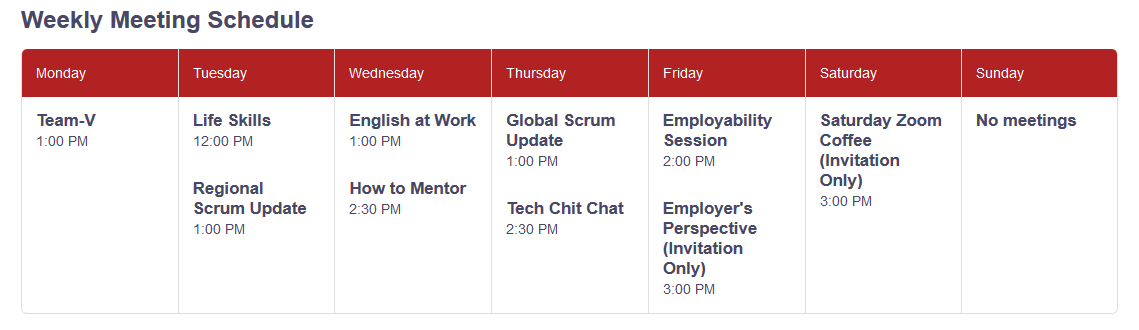 Weekly Meeting Schedule
Monday
Tuesday
Wednesday
Thursday
Friday
Saturday
Sunday
Team-V
1:00 PM
Life Skills
12:00 PM
Regional
Scrum Update
1:00 PM
English at Work
1:00 PM
How to Mentor
2:30 PM
Global Scrum
Update
1:00 PM
Tech Chit Chat
2:30 PM
Employability
Session
2:00 PM
Employer's
Perspective
(Invitation
Only)
3:00 PM
Saturday Zoom
Coffee
(Invitation
Only)
3:00 PM
No meetings